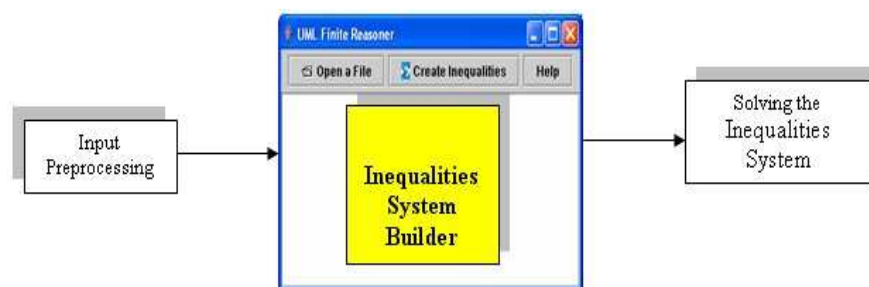 UML Finite Reasoner
Open a File
Create Inequalities
Help
Input
Preprocessing
Inequalities
System
Builder
Solving the
Inequalities
System